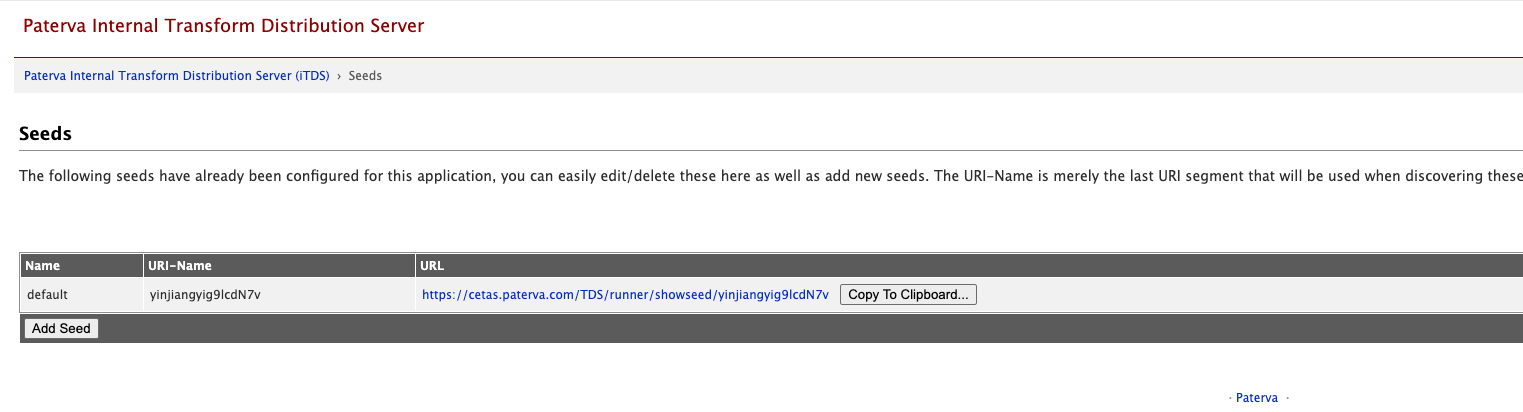 Paterva Internal Transform Distribution Server
Paterva Internal Transform Distribution Server (iTDS) › Seeds
Seeds
The following seeds have already been configured for this application, you can easily edit/delete these here as well as add new seeds. The URI-Name is merely the last URI segment that will be used when discovering these
Name URI-Name URL
default yinjiangyig9lcdN7v https://cetas.paterva.com/TDS/runner/showseed/yinjiangyig9lcdN7v Copy To Clipboard...
Add Seed
· Paterva ·